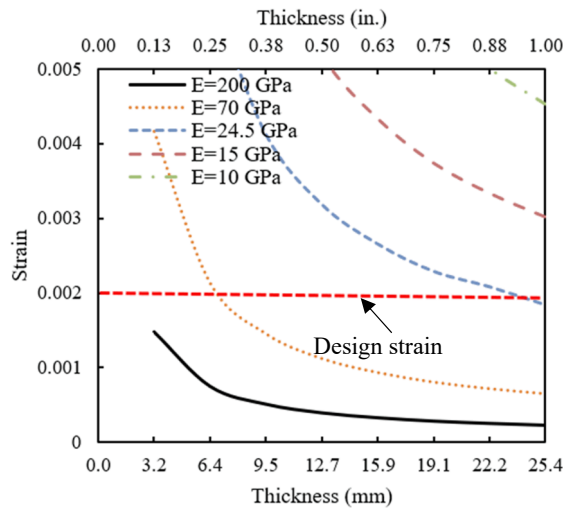 Thickness (in.)
0.00 0.13 0.25 0.38 0.50 0.63 0.75 0.88 1.00
0.005
E=200 GPa
E=70 GPa
0.004
E=24.5 GPa
E=15 GPa
E=10 GPa
0.003
Strain
0.002
Design strain
0.001
0
0.0 3.2 6.4 9.5 12.7 15.9 19.1 22.2 25.4
Thickness (mm)